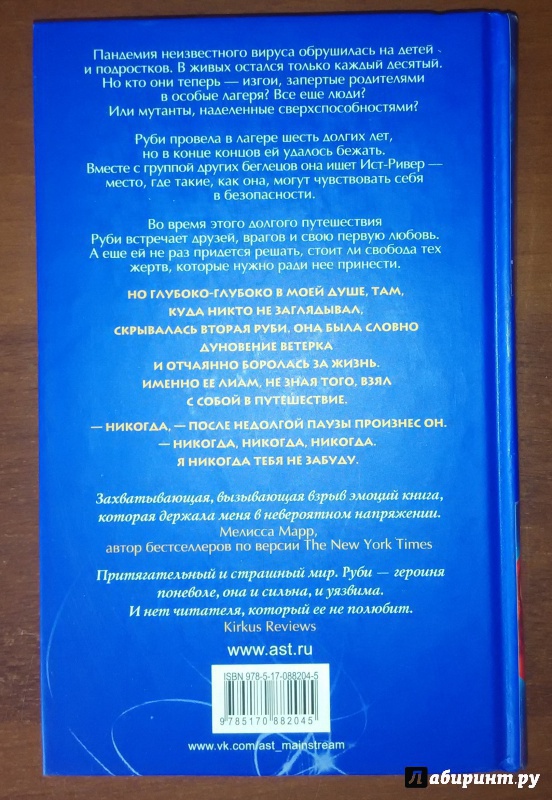 Пандемия неизвестного вируса обрушилась на детей
и подростков. В живых остался только каждый десятый.
Но кто они теперь — изгои, запертые родителями
в особые лагеря? Все еще люди?
Или мутанты, наделенные сверхспособностями?
Руби провела в лагере шесть долгих лет,
но в конце концов ей удалось бежать.
Вместе с группой других беглецов она ищет Ист-Ривер —
место, где такие, как она, могут чувствовать себя
в безопасности.
Во время этого долгого путешествия
Руби встречает друзей, врагов и свою первую любовь.
А еще ей не раз придется решать, стоит ли свобода тех
жертв, которые нужно ради нее принести.
НО ГЛУБОКО-ГЛУБОКО В МОЕЙ ДУШЕ, ТАМ,
КУДА НИКТО НЕ ЗАГЛЯДЫВАЛ,
СКРЫВАЛАСЬ ВТОРАЯ РУБИ. ОНА БЫЛА СЛОВНО
ДУНОВЕНИЕ ВЕТЕРКА
И ОТЧАЯННО БОРОЛАСЬ ЗА ЖИЗНЬ.
ИМЕННО ЕЕ ЛИАМ, НЕ ЗНАЯ ТОГО, ВЗЯЛ
С СОБОЙ В ПУТЕШЕСТВИЕ.
— НИКОГДА, — ПОСЛЕ НЕДОЛГОЙ ПАУЗЫ ПРОИЗНЕС ОН.
— НИКОГДА, НИКОГДА, НИКОГДА.
Я НИКОГДА ТЕБЯ НЕ ЗАБУДУ.
Захватывающая, вызывающая взрыв эмоций книга,
которая держала меня в невероятном напряжении.
Мелисса Марр,
автор бестселлеров по версии The New York Times
Притягательный и страшный мир. Руби — героиня
поневоле, она и сильна, и уязвима.
И нет читателя, который ее не полюбит.
Kirkus Reviews
www.ast.ru
ISBN 978-5-17-088204-5
9785170882045
www.vk.com/ast_mainstream
Лабиринт.ру